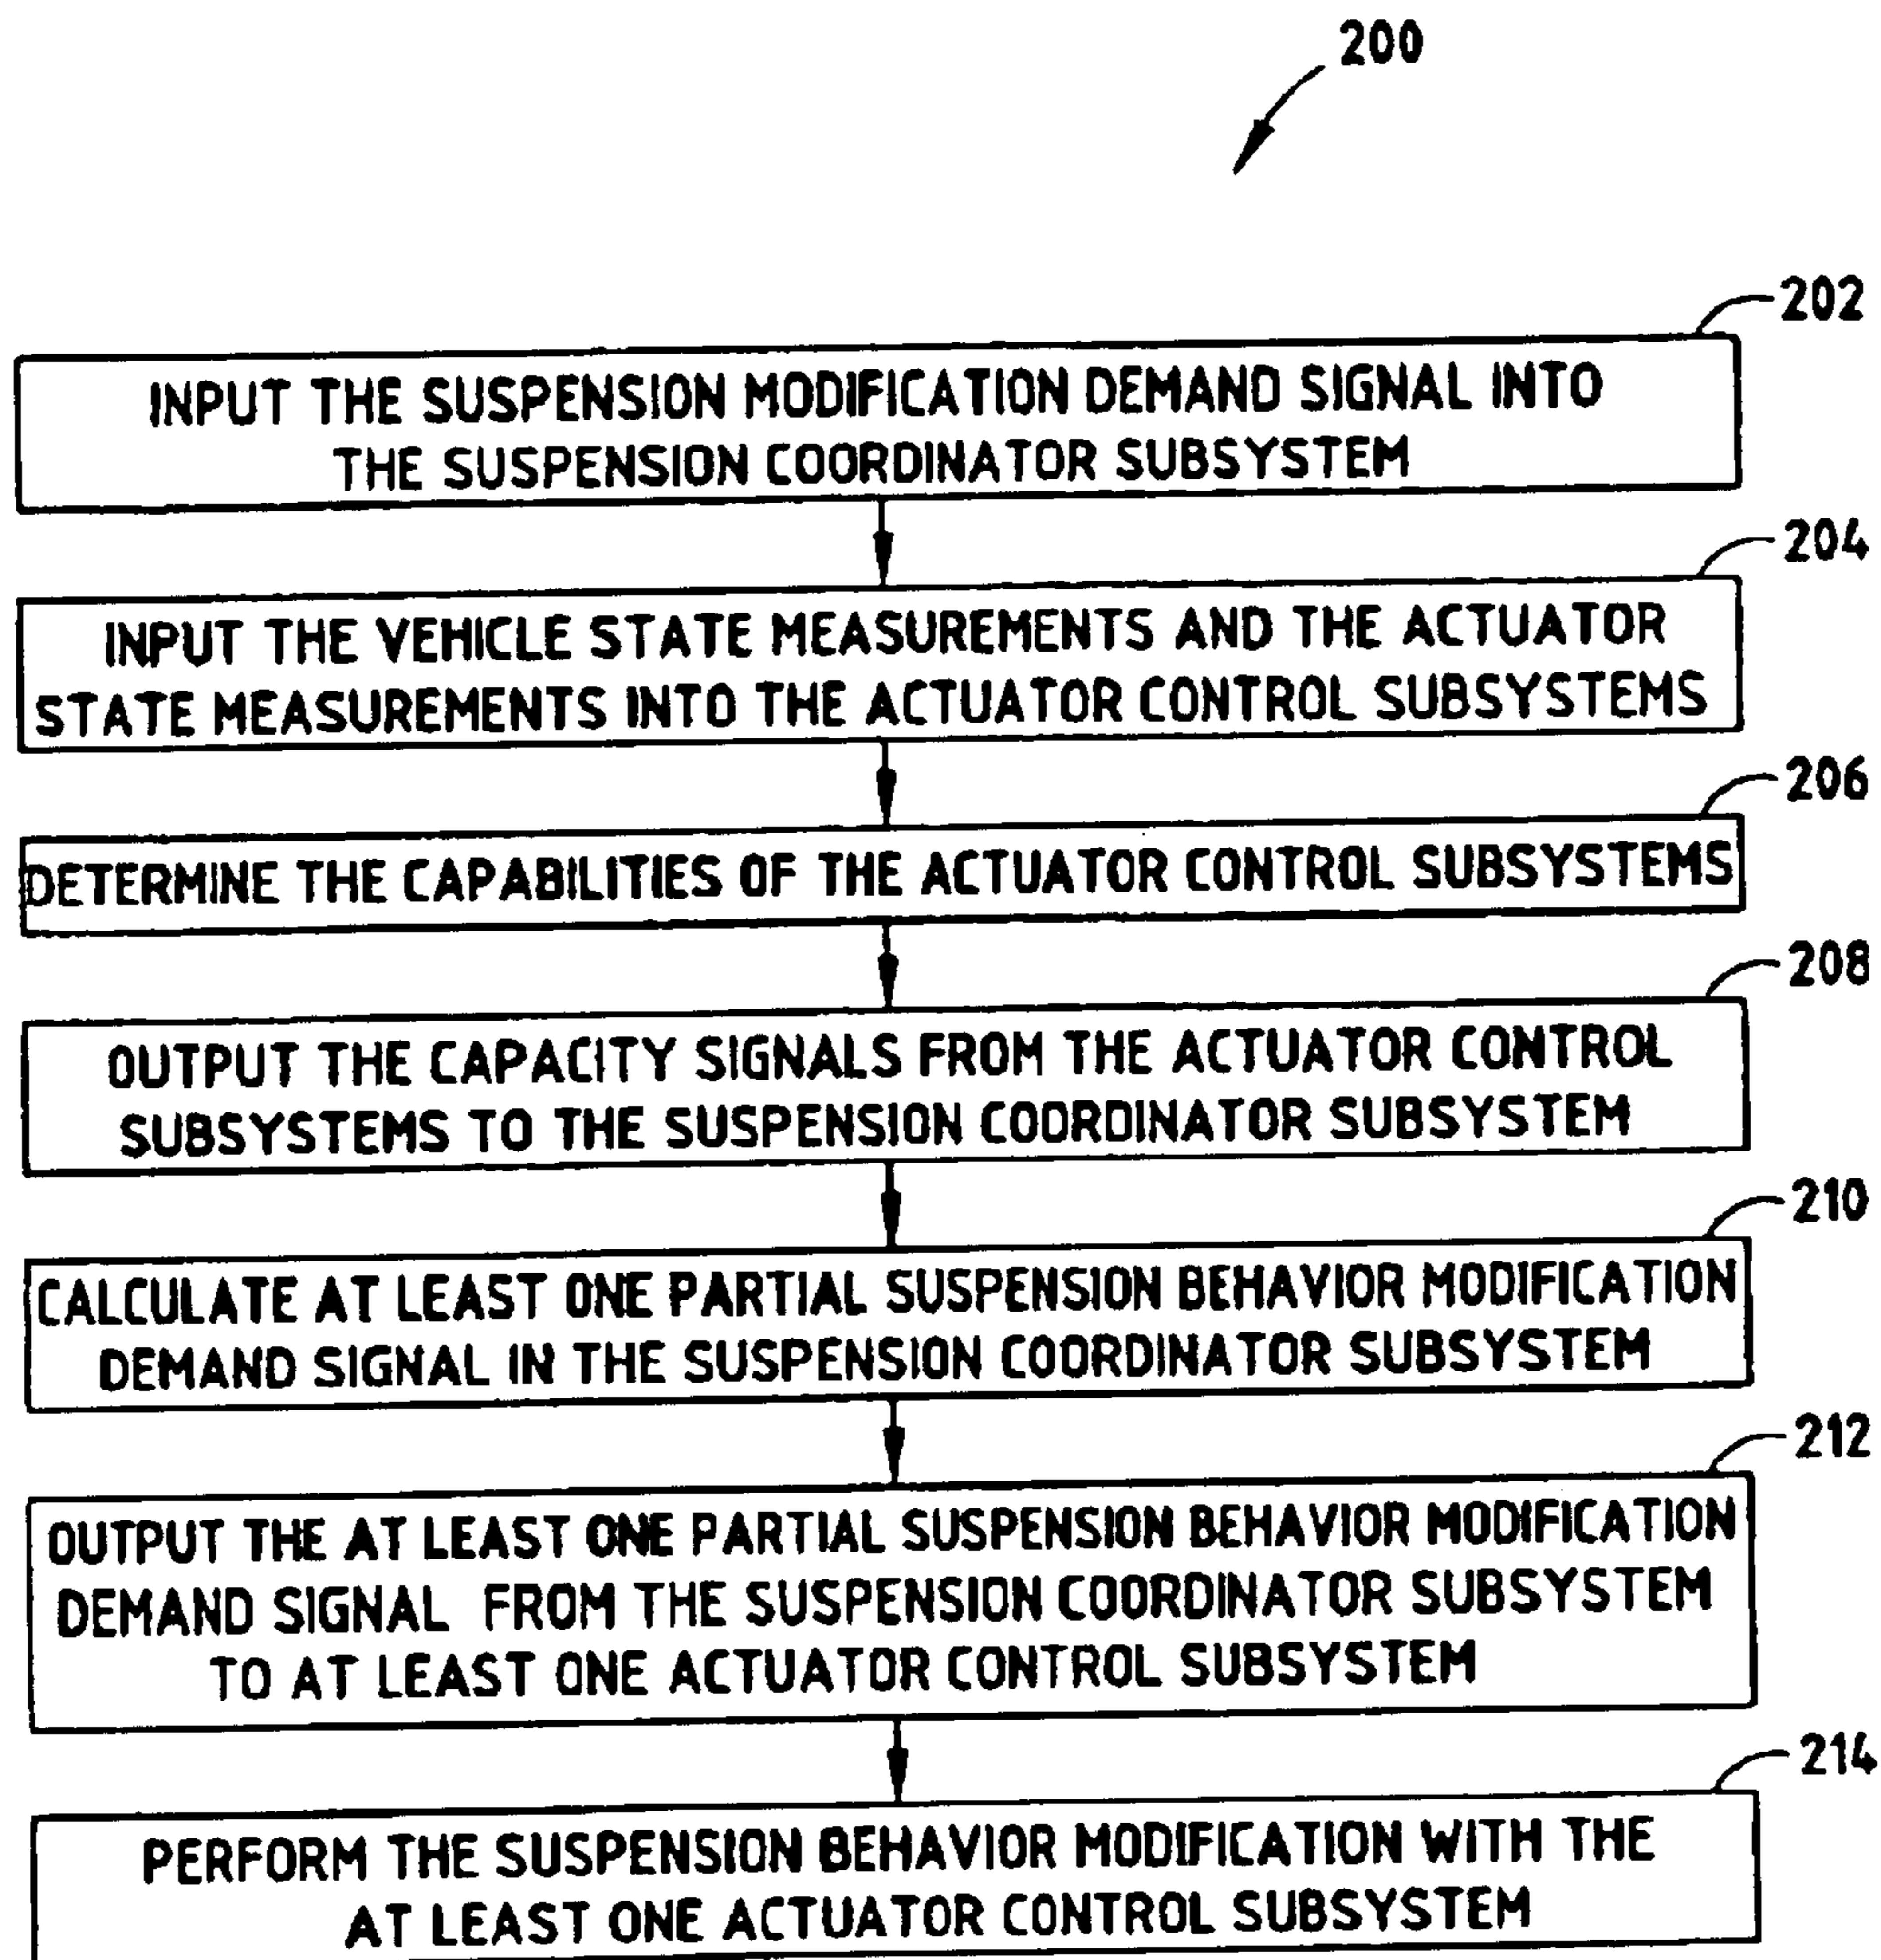 200
202
INPUT THE SUSPENSION MODIFICATION DEMAND SIGNAL INTO
THE SUSPENSION COORDINATOR SUBSYSTEM
204
INPUT THE VEHICLE STATE MEASUREMENTS AND THE ACTUATOR
STATE MEASUREMENTS INTO THE ACTUATOR CONTROL SUBSYSTEMS
206
DETERMINE THE CAPABILITIES OF THE ACTUATOR CONTROL SUBSYSTEMS
208
OUTPUT THE CAPACITY SIGNALS FROM THE ACTUATOR CONTROL
SUBSYSTEMS TO THE SUSPENSION COORDINATOR SUBSYSTEM
210
CALCULATE AT LEAST ONE PARTIAL SUSPENSION BEHAVIOR MODIFICATION
DEMAND SIGNAL IN THE SUSPENSION COORDINATOR SUBSYSTEM
212
OUTPUT THE AT LEAST ONE PARTIAL SUSPENSION BEHAVIOR MODIFICATION
DEMAND SIGNAL FROM THE SUSPENSION COORDINATOR SUBSYSTEM
TO AT LEAST ONE ACTUATOR CONTROL SUBSYSTEM
214
PERFORM THE SUSPENSION BEHAVIOR MODIFICATION WITH THE
AT LEAST ONE ACTUATOR CONTROL SUBSYSTEM